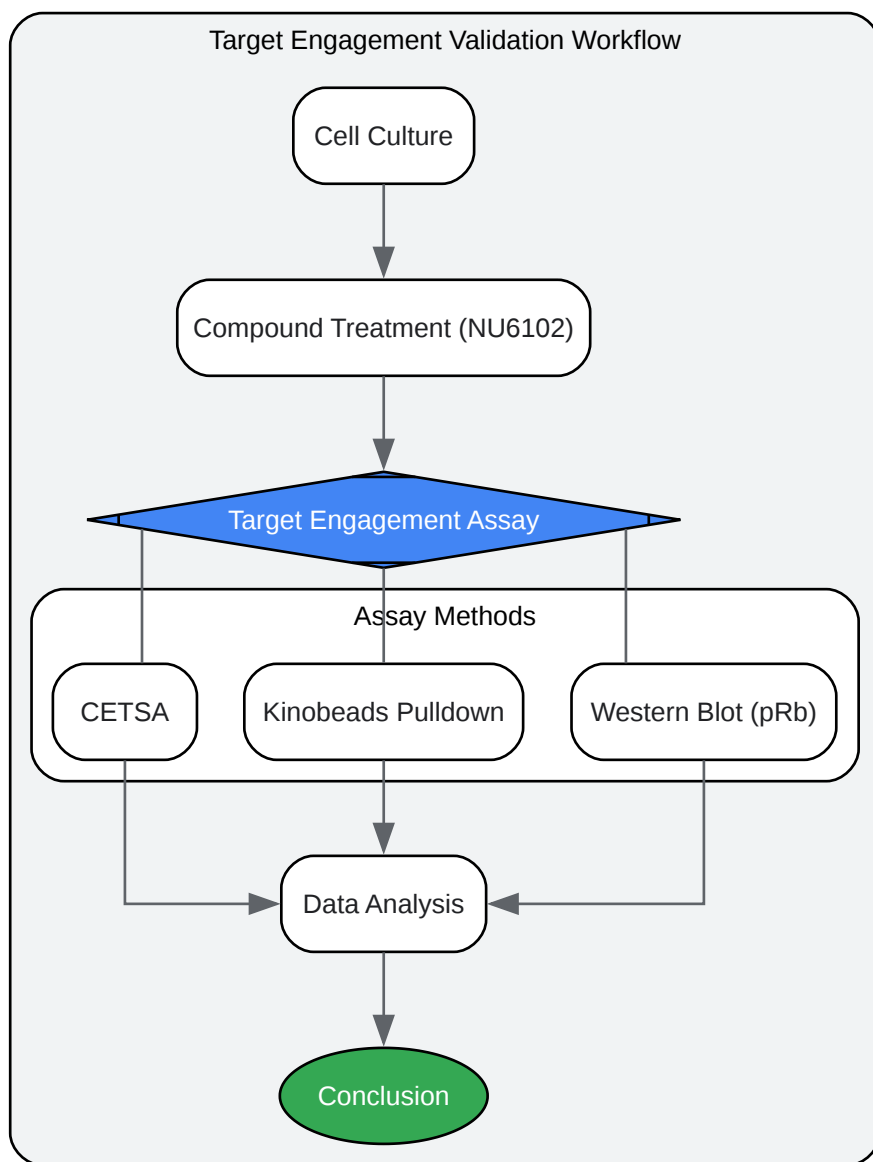 Target Engagement Validation Workflow
Cell Culture
Compound Treatment (NU6102)
Target Engagement Assay
Assay Methods
CETSA
Kinobeads Pulldown
Western Blot (pRb)
Data Analysis
Conclusion